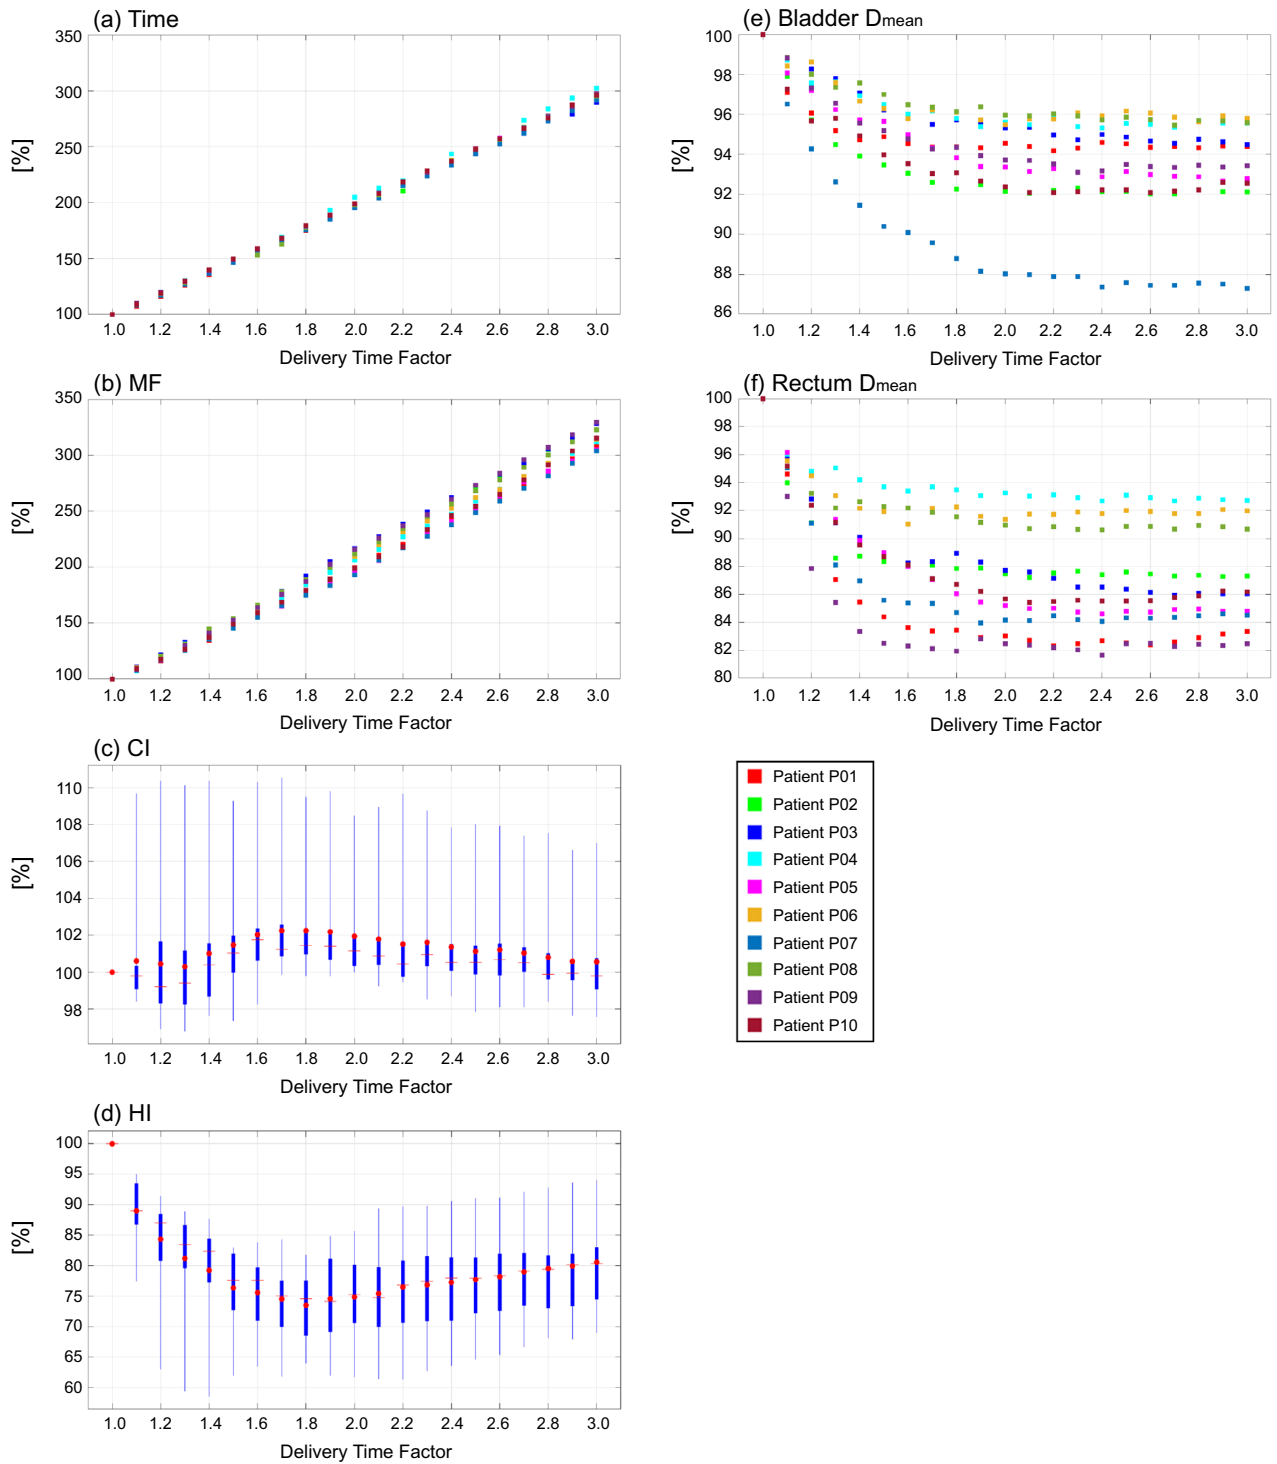 (a) Time
350
300
250
200
150
100
[%]
1.0 1.2 1.4 1.6 1.8 2.0 2.2 2.4 2.6 2.8 3.0
Delivery Time Factor
(b) MF
350
300
250
200
150
100
[%]
1.0 1.2 1.4 1.6 1.8 2.0 2.2 2.4 2.6 2.8 3.0
Delivery Time Factor
(c) CI
110
108
106
104
102
100
98
[%]
1.0 1.2 1.4 1.6 1.8 2.0 2.2 2.4 2.6 2.8 3.0
Delivery Time Factor
(d) HI
100
95
90
85
80
75
70
65
60
[%]
1.0 1.2 1.4 1.6 1.8 2.0 2.2 2.4 2.6 2.8 3.0
Delivery Time Factor
(e) Bladder Dmean
100
98
96
94
92
88
86
[%]
1.0 1.2 1.4 1.6 1.8 2.0 2.2 2.4 2.6 2.8 3.0
Delivery Time Factor
(f) Rectum Dmean
100
98
96
94
92
90
88
86
84
82
80
[%]
1.0 1.2 1.4 1.6 1.8 2.0 2.2 2.4 2.6 2.8 3.0
Delivery Time Factor
Patient P01
Patient P02
Patient P03
Patient P04
Patient P05
Patient P06
Patient P07
Patient P08
Patient P09
Patient P10